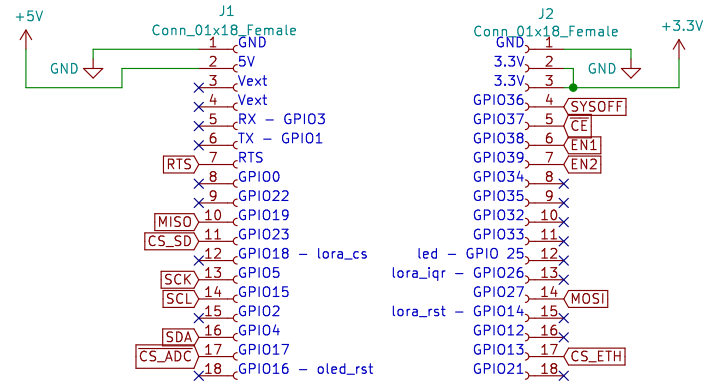 J1
Conn_01x18_Female
+5V
GND
1 GND
2 5V
3 Vext
4 Vext
5 RX - GPIO3
6 TX - GPIO1
RTS 7 RTS
8 GPIO0
9 GPIO22
MISO 10 GPIO19
CS_SD 11 GPIO23
12 GPIO18 - lora_cs
SCK 13 GPIO5
SCL 14 GPIO15
15 GPIO2
SDA 16 GPIO4
CS_ADC 17 GPIO17
18 GPIO16 - oled_rst
J2
Conn_01x18_Female
+3.3V
GND
GND 1
3.3V 2
3.3V 3
GPIO36 4 SYSOFF
GPIO37 5 CE
GPIO38 6 EN1
GPIO39 7 EN2
GPIO34 8
GPIO35 9
GPIO32 10
GPIO33 11
led - GPIO 25 12
lora_iqr - GPIO26 13
GPIO27 14 MOSI
lora_rst - GPIO14 15
GPIO12 16
GPIO13 17 CS_ETH
GPIO21 18